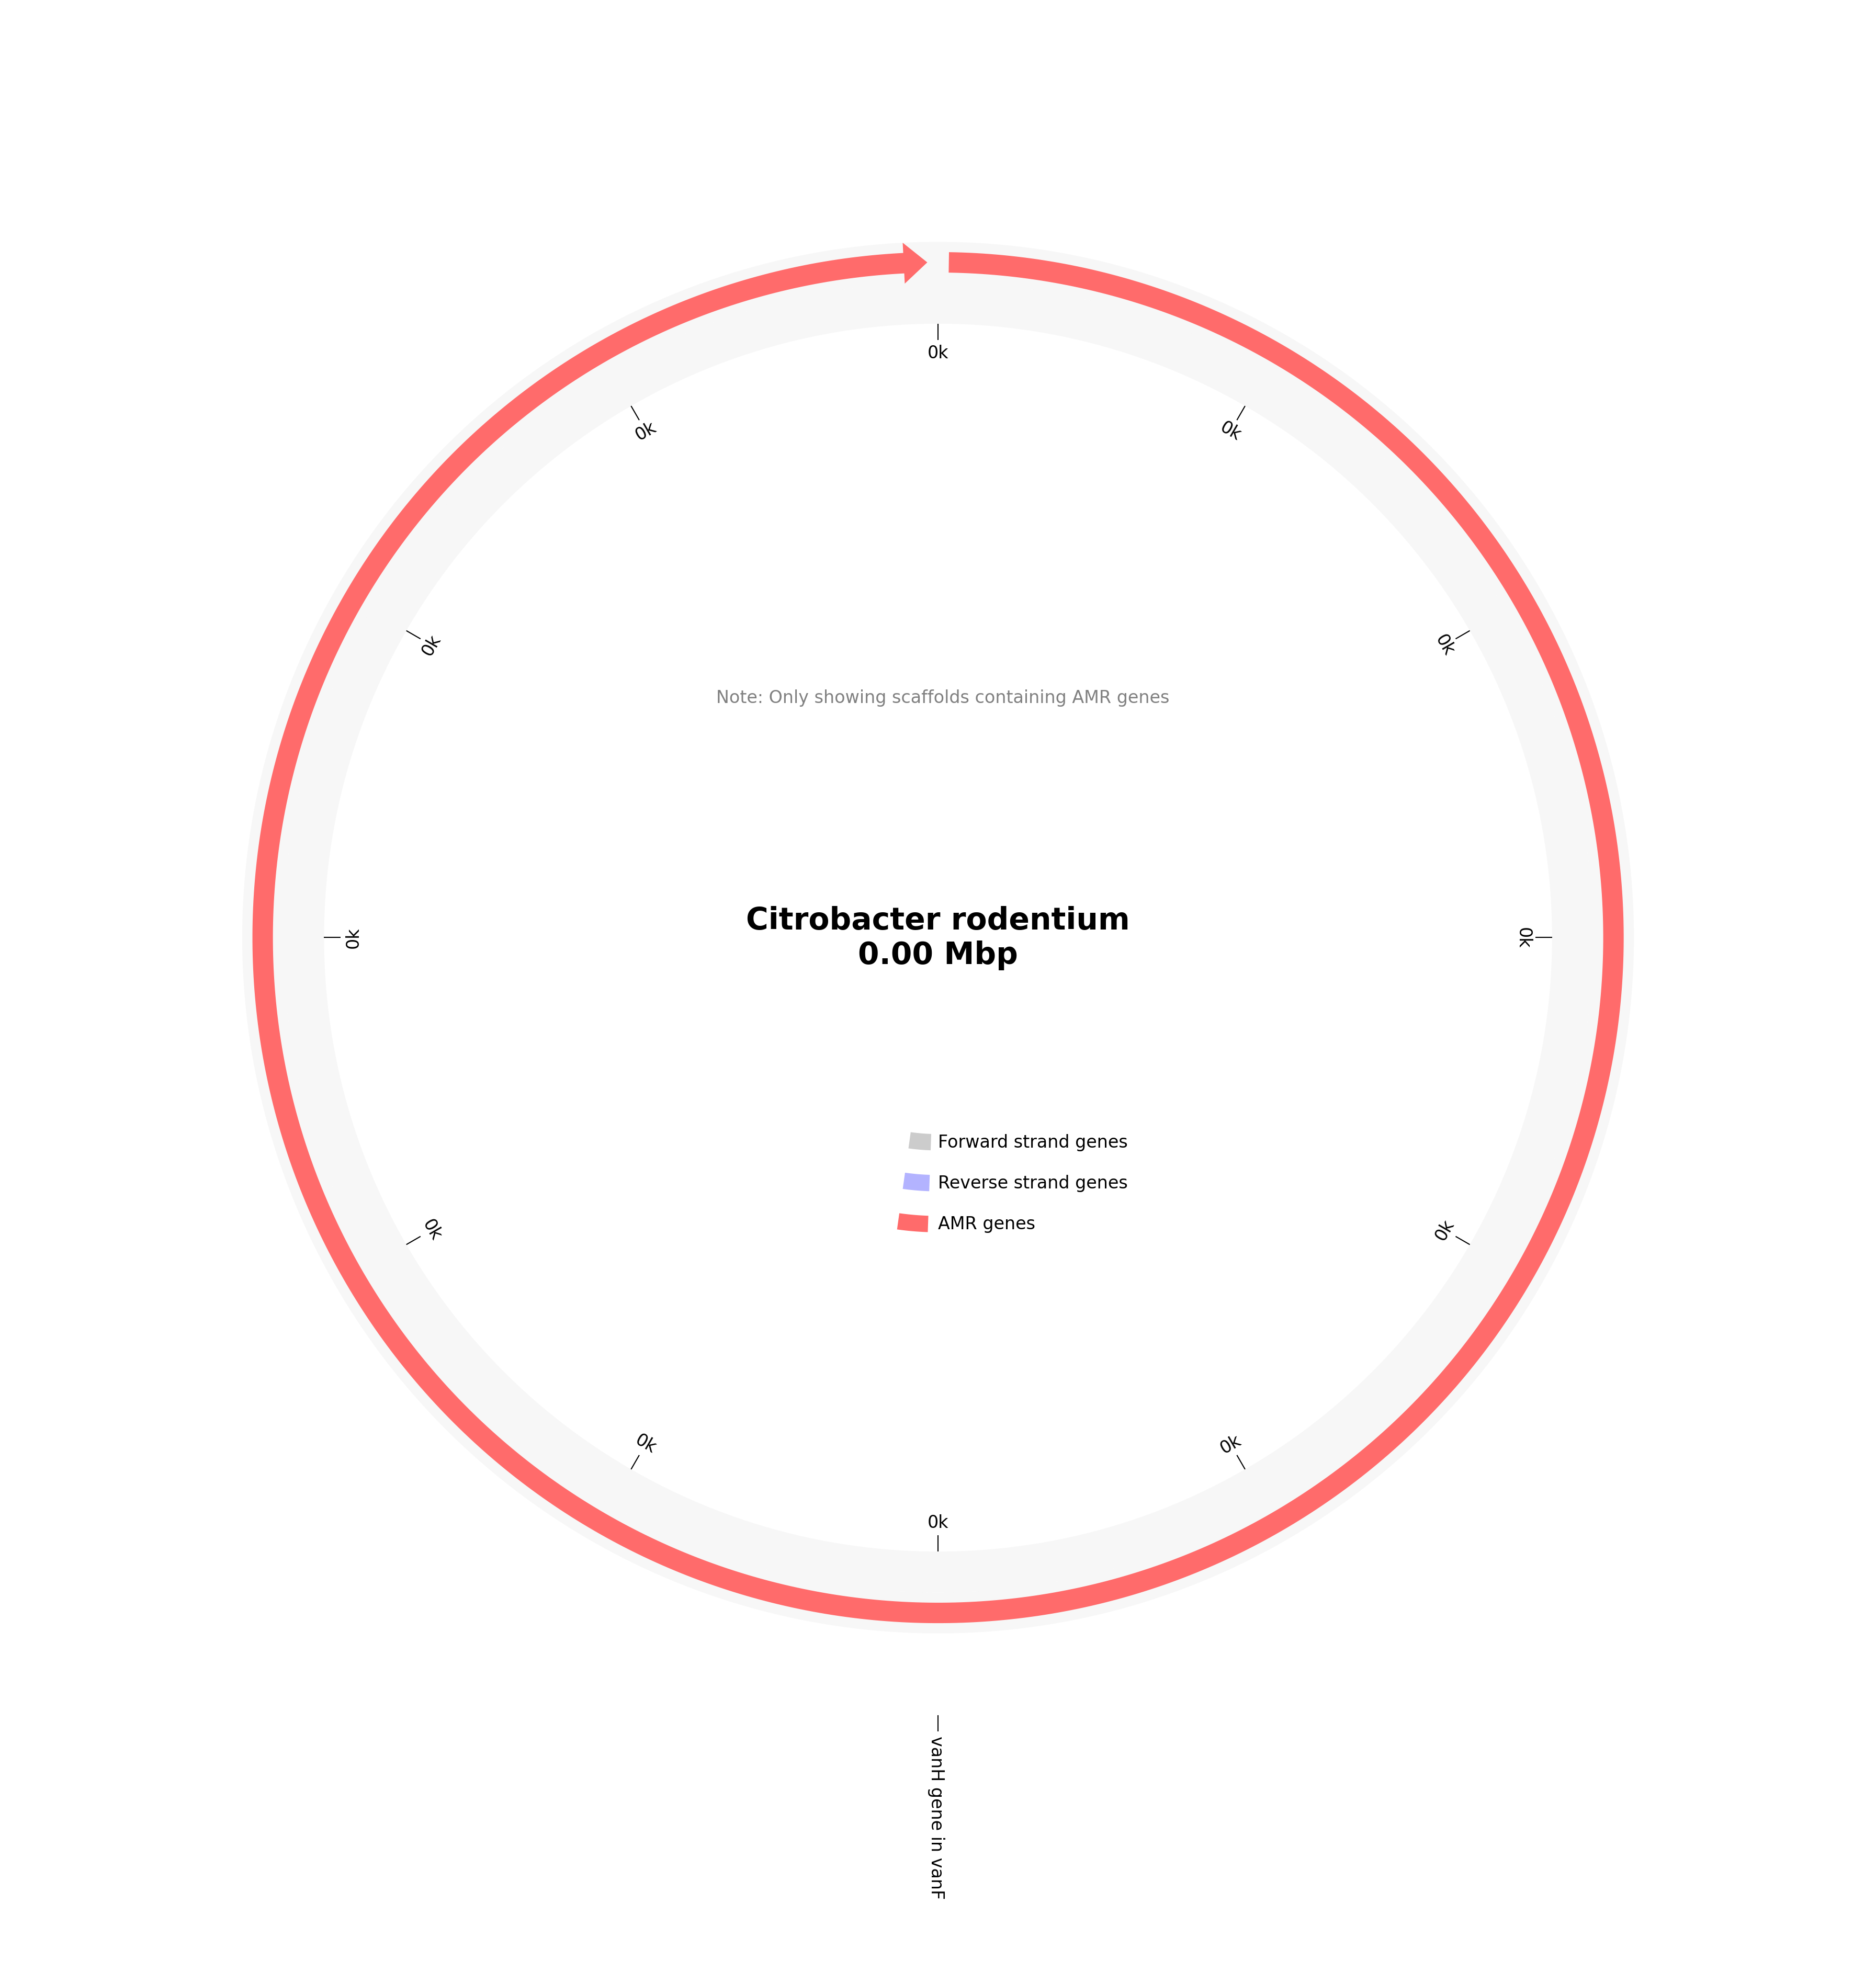 0k
0k
0k
0k
0k
Note: Only showing scaffolds containing AMR genes
Citrobacter rodentium
0.00 Mbp
0k
0k
Forward strand genes
Reverse strand genes
AMR genes
0k
0k
0k
0k
0k
vanH gene in vanF